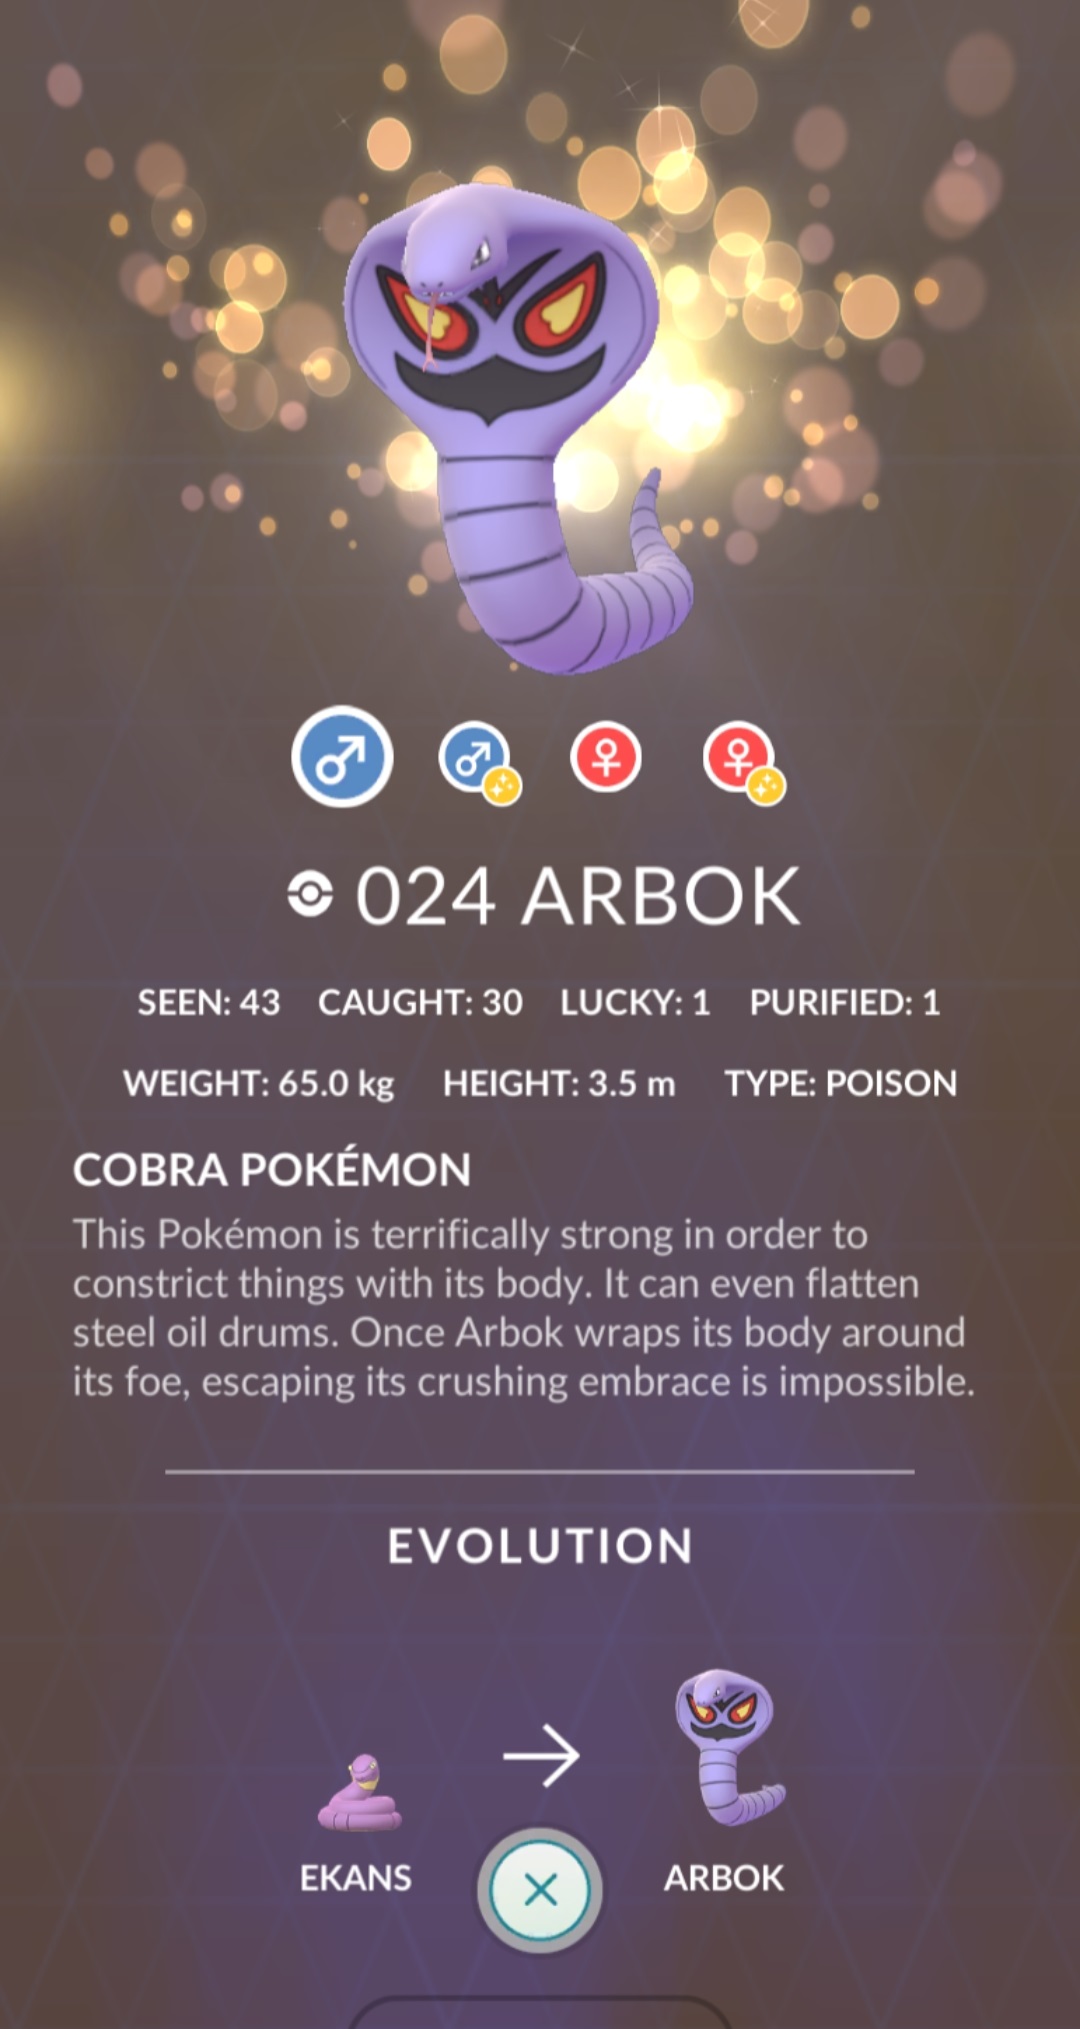 024 ARBOK
SEEN: 43 CAUGHT: 30 LUCKY: 1 PURIFIED: 1
WEIGHT: 65.0 kg HEIGHT: 3.5 m TYPE: POISON
COBRA POKÉMON
This Pokémon is terrifically strong in order to
constrict things with its body. It can even flatten
steel oil drums. Once Arbok wraps its body around
its foe, escaping its crushing embrace is impossible.
EVOLUTION
EKANS ARBOK